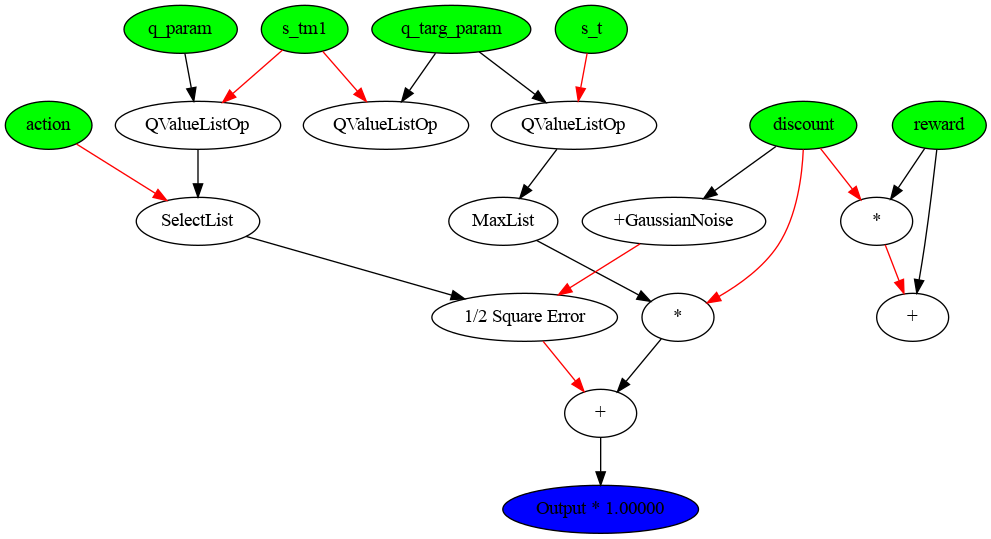 q_param
s_tm1
q_targ_param
s_t
action
QValueListOp
QValueListOp
QValueListOp
discount
reward
SelectList
MaxList
+GaussianNoise
*
1/2 Square Error
*
+
+
Output * 1.00000